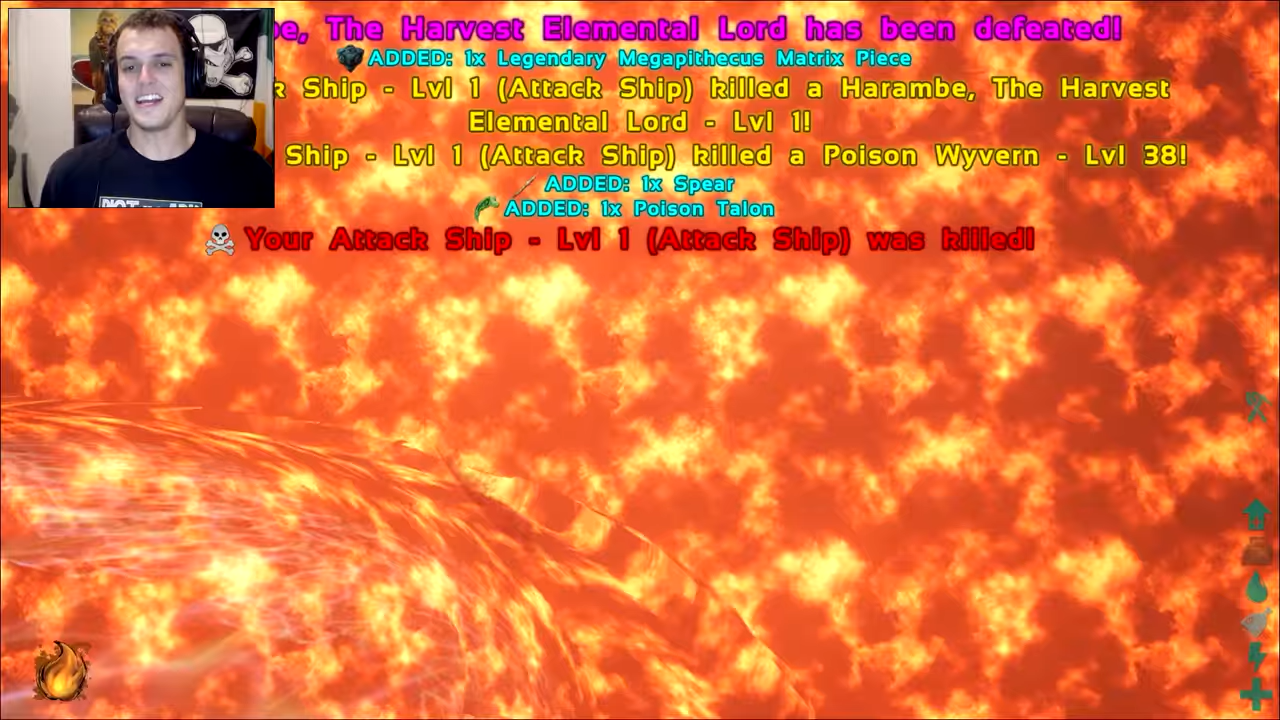 The Harvest Elemental Lord has been defeated!
ADDED: 1x Legendary Megapithecus Matrix Piece
Ship - Lvl 1 (Attack Ship) killed a Harambe, The Harvest
Elemental Lord - Lvl 1!
Ship - Lvl 1 (Attack Ship) killed a Poison Wyvern - Lvl 38!
ADDED: 1x Spear
ADDED: 1x Poison Talon
Your Attack Ship - Lvl 1 (Attack Ship) was killed!